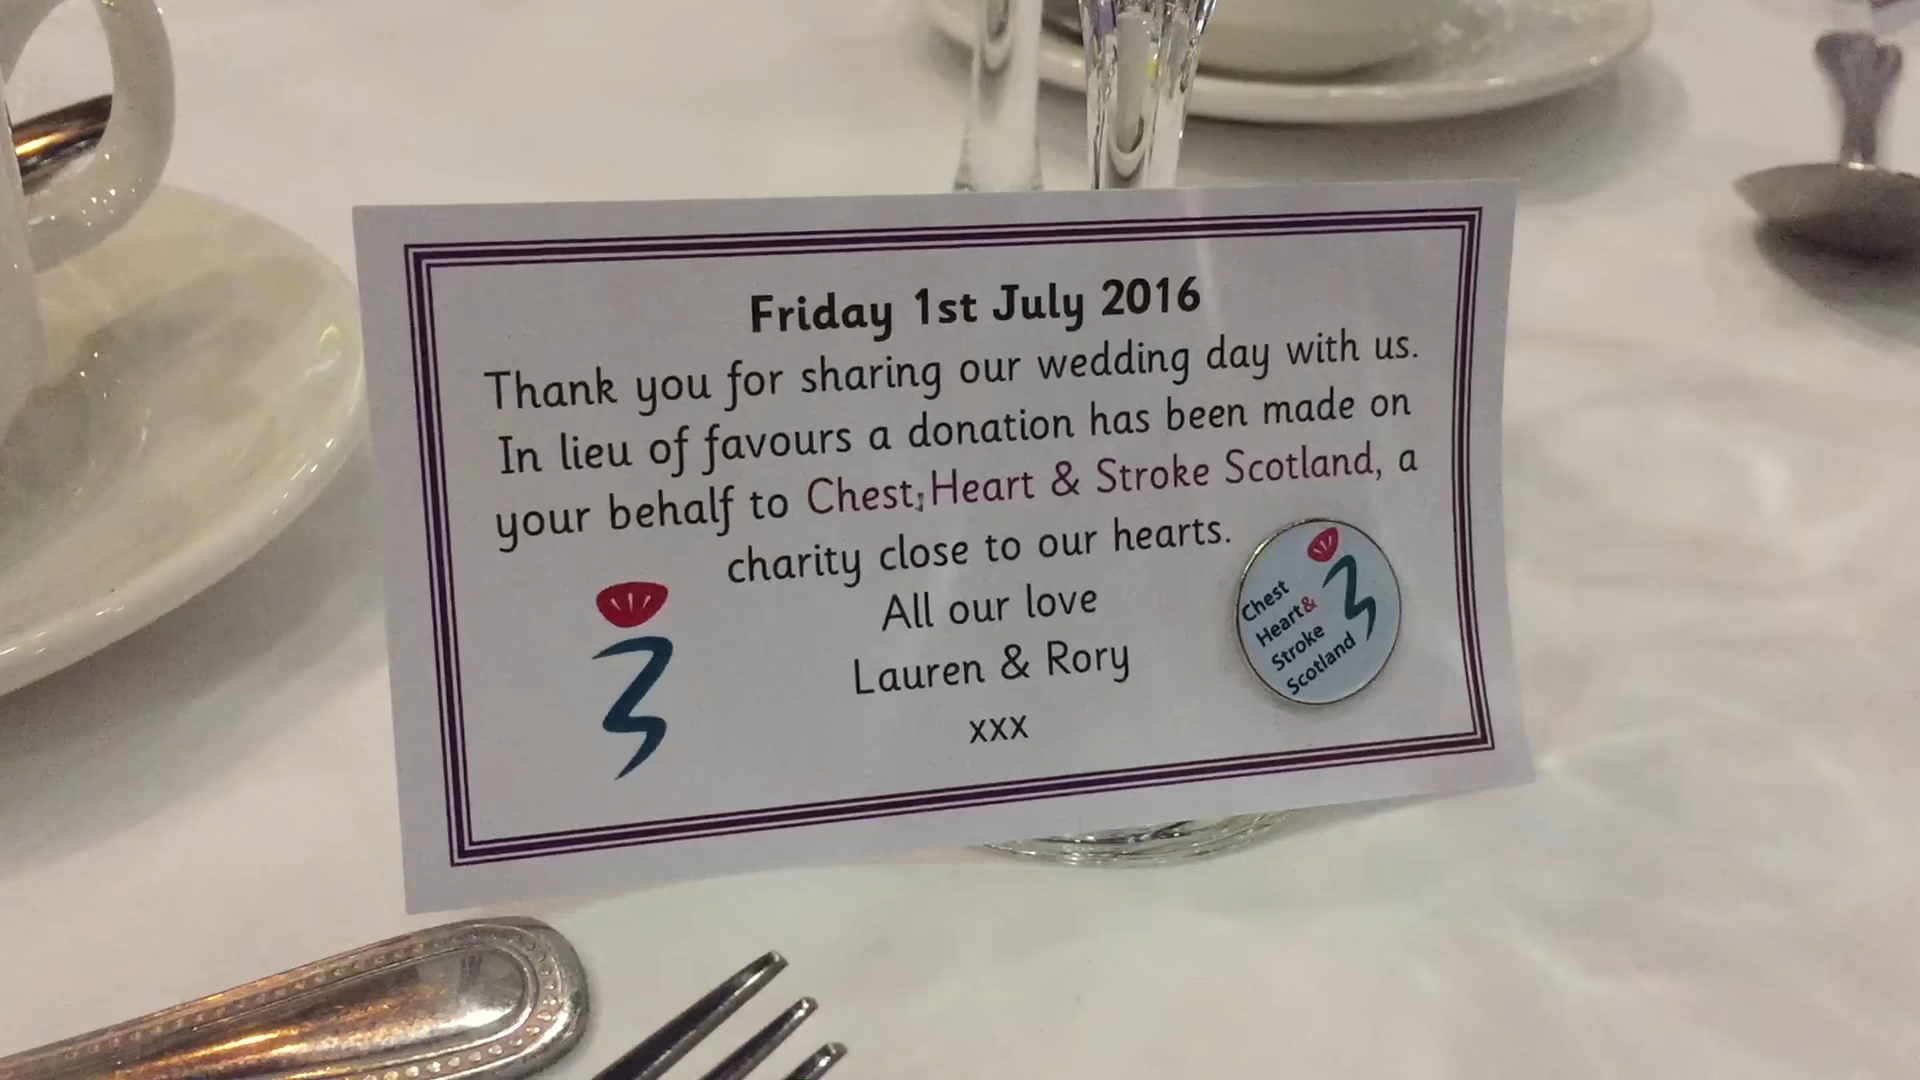 Friday 1st July 2016
Thank you for sharing our wedding day with us.
In lieu of favours a donation has been made on
your behalf to Chest, Heart & Stroke Scotland, a
charity close to our hearts.
All our love
Lauren & Rory
xxx
Chest
Heart &
Stroke
Scotland